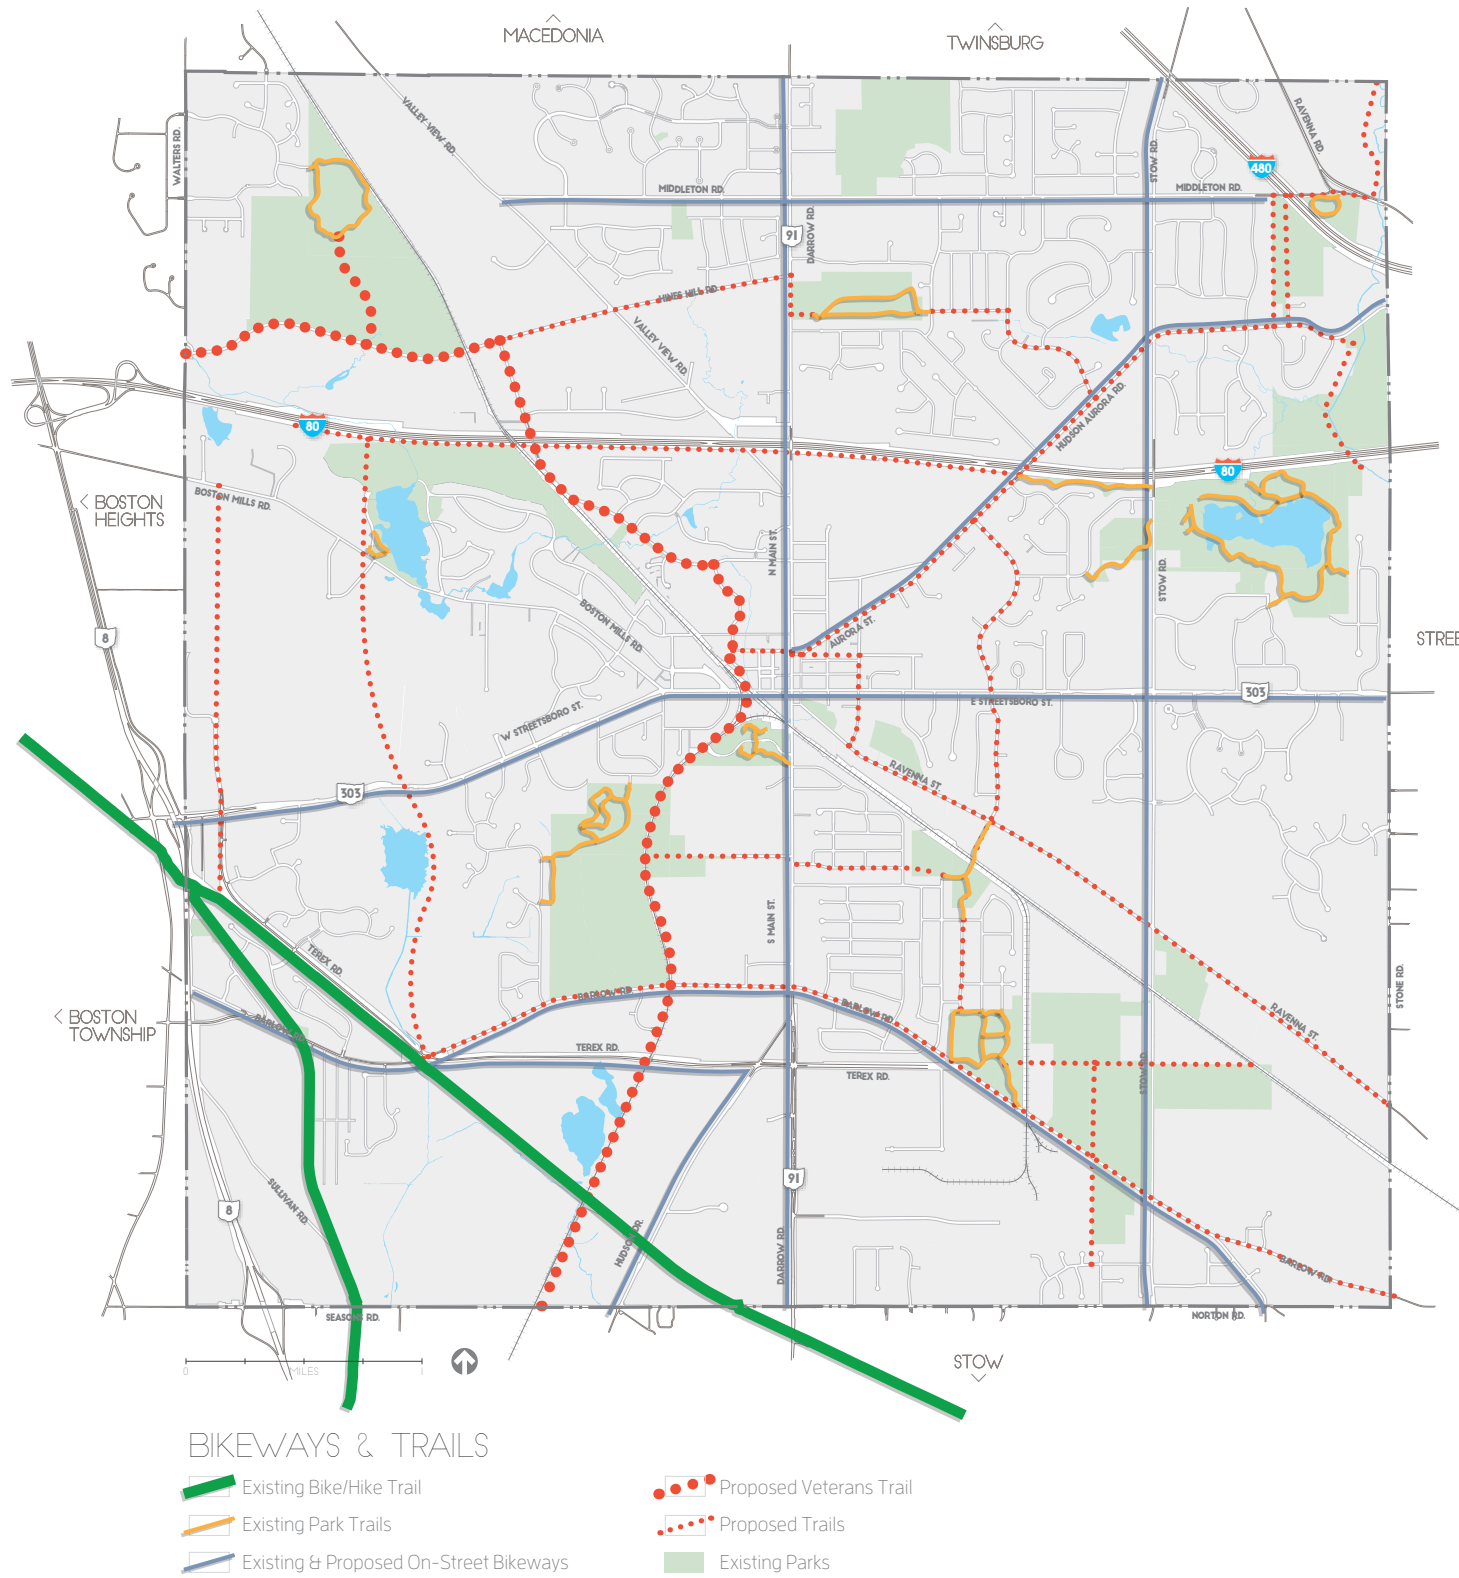 MACEDONIA
TWINSBURG
WALTERS RD.
VALLEY VIEW RD.
RAVENNA RD.
STOW RD.
480
MIDDLETON RD.
MIDDLETON RD.
91
DARROW RD.
HINES HILL RD.
VALLEY VIEW RD.
HUDSON AURORA RD.
80
80
BOSTON MILLS RD.
BOSTON
HEIGHTS
N MAIN ST.
STOW RD.
BOSTON MILLS RD.
AURORA ST.
8
STREE
303
E STREETSBORO ST.
W STREETSBORO ST.
303
RAVENNA ST.
S MAIN ST.
TEREX RD.
STONE RD.
BARLOW RD.
BARLOW RD.
RAVENNA ST.
BOSTON
TOWNSHIP
BARLOW RD.
TEREX RD.
TEREX RD.
STOW RD.
91
SULLIVAN RD.
8
HUDSON DR.
DARROW RD.
BARLOW RD.
SEASONS RD.
NORTON RD.
0 MILES 1
STOW
BIKEWAYS & TRAILS
Existing Bike/Hike Trail
Proposed Veterans Trail
Existing Park Trails
Proposed Trails
Existing & Proposed On-Street Bikeways
Existing Parks